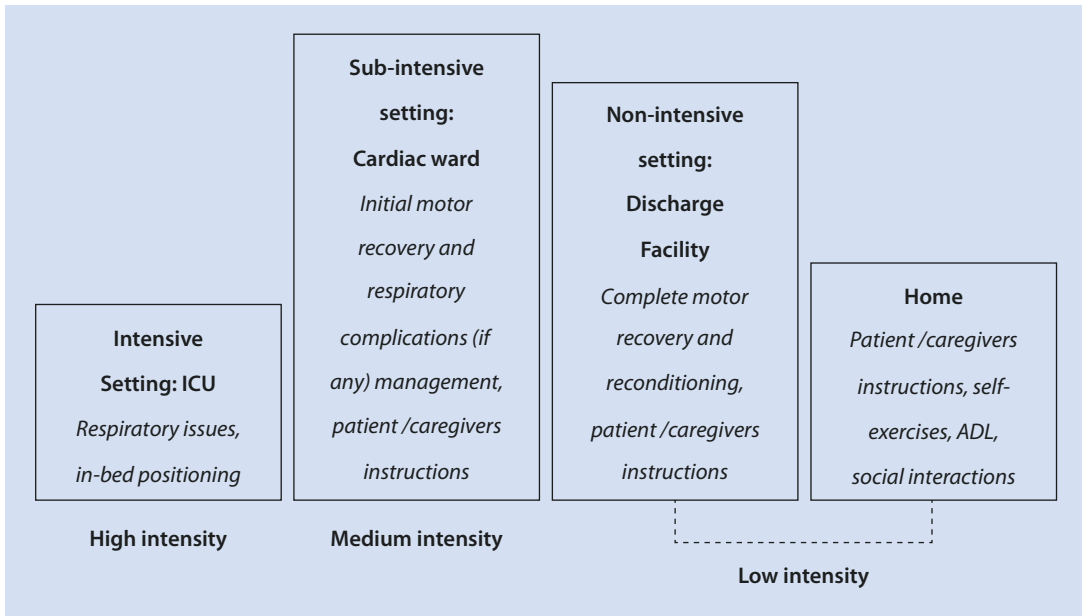 Intensive
Setting: ICU
Respiratory issues,
in-bed positioning
High intensity
Sub-intensive
setting:
Cardiac ward
Initial motor
recovery and
respiratory
complications (if
any) management,
patient /caregivers
instructions
Medium intensity
Non-intensive
setting:
Discharge
Facility
Complete motor
recovery and
reconditioning,
patient /caregivers
instructions
Home
Patient /caregivers
instructions, self-
exercises, ADL,
social interactions
Low intensity